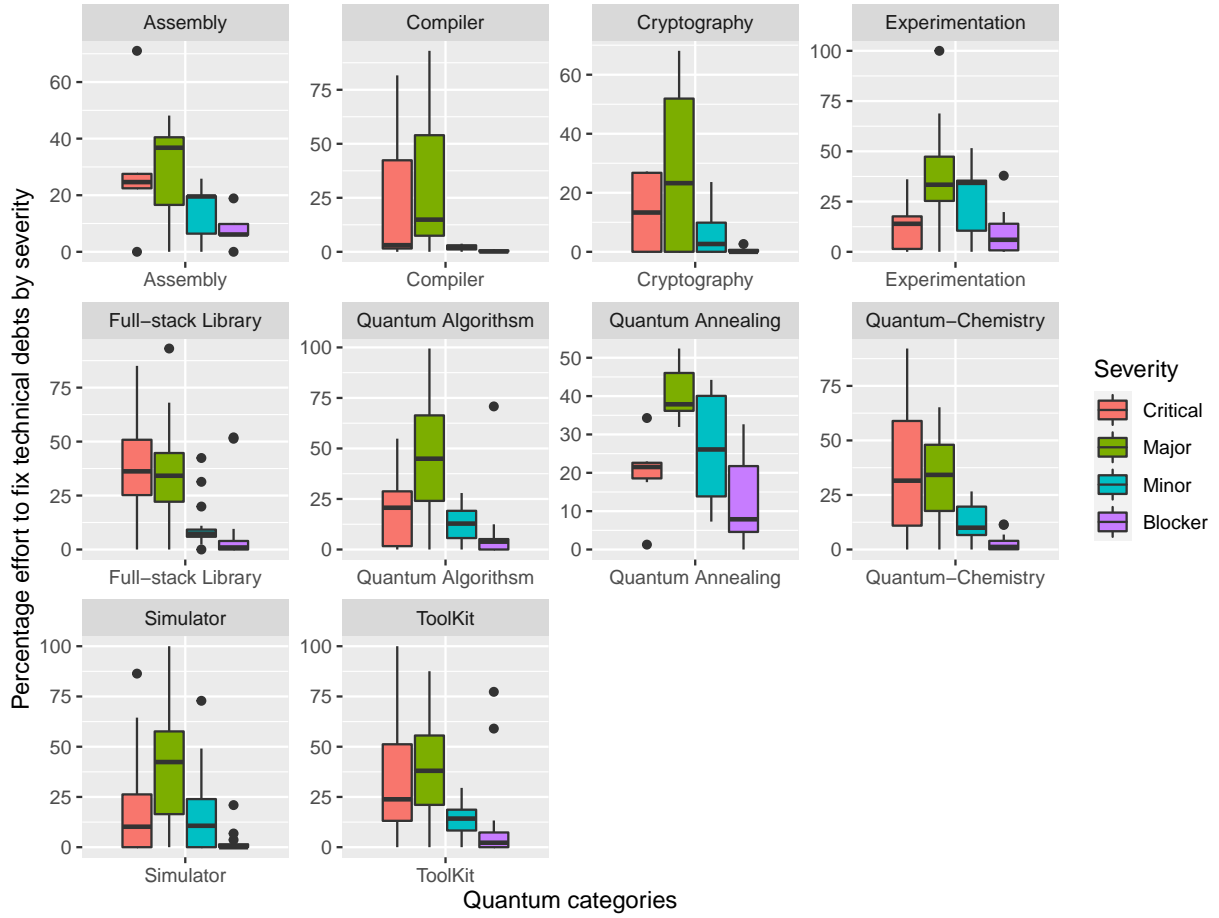 Percentage effort to fix technical debts by severity
Assembly
Compiler
Cryptography
Experimentation
60
40
20
0
75
50
25
0
60
40
20
0
100
75
50
25
0
Assembly
Compiler
Cryptography
Experimentation
Full−stack Library
Quantum Algorithsm
Quantum Annealing
Quantum−Chemistry
75
50
25
0
100
75
50
25
0
50
40
30
20
10
0
75
50
25
0
Full−stack Library
Quantum Algorithsm
Quantum Annealing
Quantum−Chemistry
Simulator
ToolKit
100
75
50
25
0
100
75
50
25
0
Simulator
ToolKit
Quantum categories
Severity
Critical
Major
Minor
Blocker